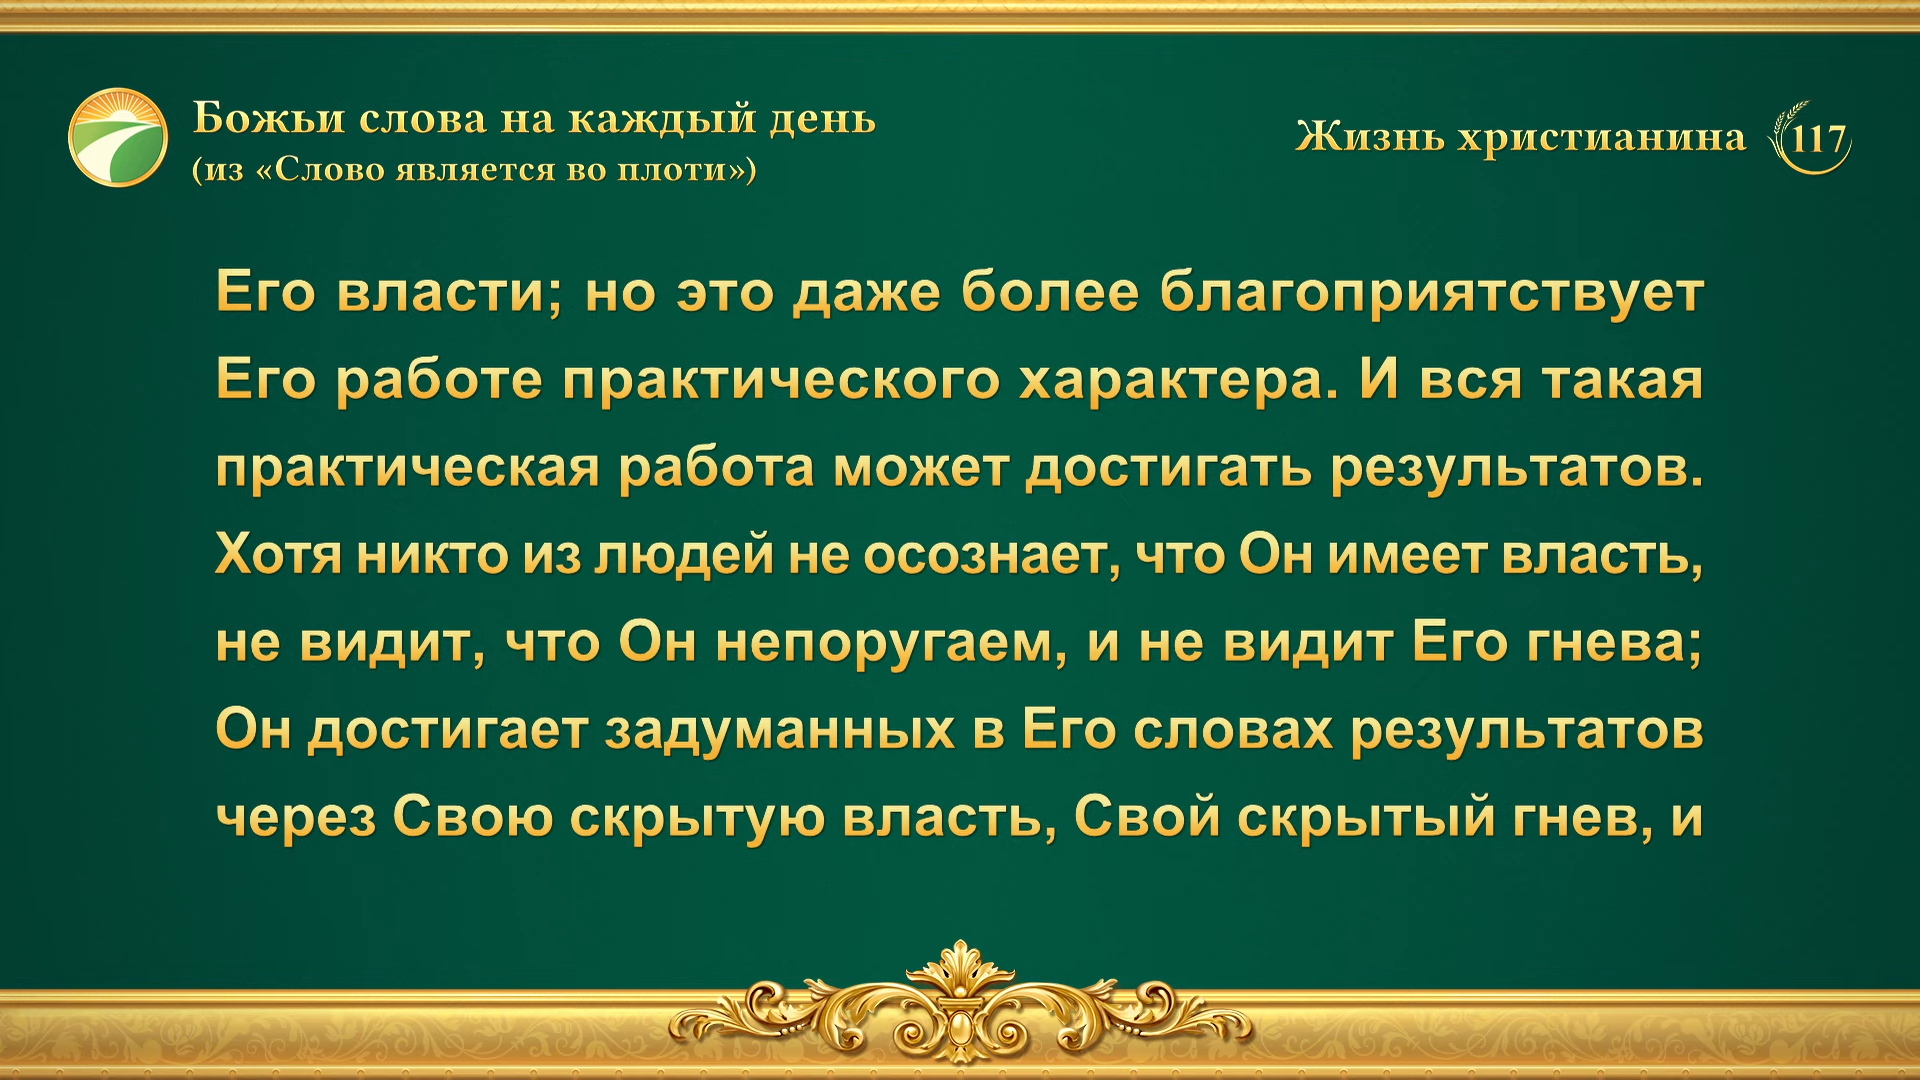 Божьи слова на каждый день
(из «Слово является во плоти»)
Жизнь христианина 117
Его власти; но это даже более благоприятствует
Его работе практического характера. И вся такая
практическая работа может достигать результатов.
Хотя никто из людей не осознает, что Он имеет власть,
не видит, что Он непоругаем, и не видит Его гнева;
Он достигает задуманных в Его словах результатов
через Свою скрытую власть, Свой скрытый гнев, и